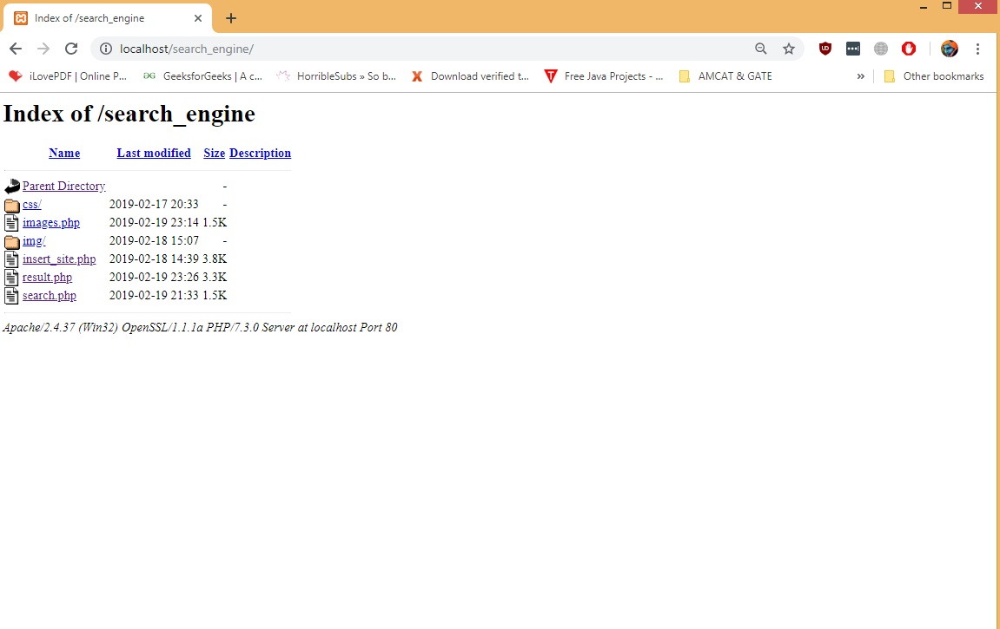 Index of /search_engine
localhost/search_engine/
iLovePDF | Online P... GeeksforGeeks | A c... HorribleSubs » So b... Download verified t... Free Java Projects - ... AMCAT & GATE » Other bookmarks
Index of /search_engine
Name Last modified Size Description
Parent Directory -
css/ 2019-02-17 20:33 -
images.php 2019-02-19 23:14 1.5K
img/ 2019-02-18 15:07 -
insert_site.php 2019-02-18 14:39 3.8K
result.php 2019-02-19 23:26 3.3K
search.php 2019-02-19 21:33 1.5K
Apache/2.4.37 (Win32) OpenSSL/1.1.1a PHP/7.3.0 Server at localhost Port 80